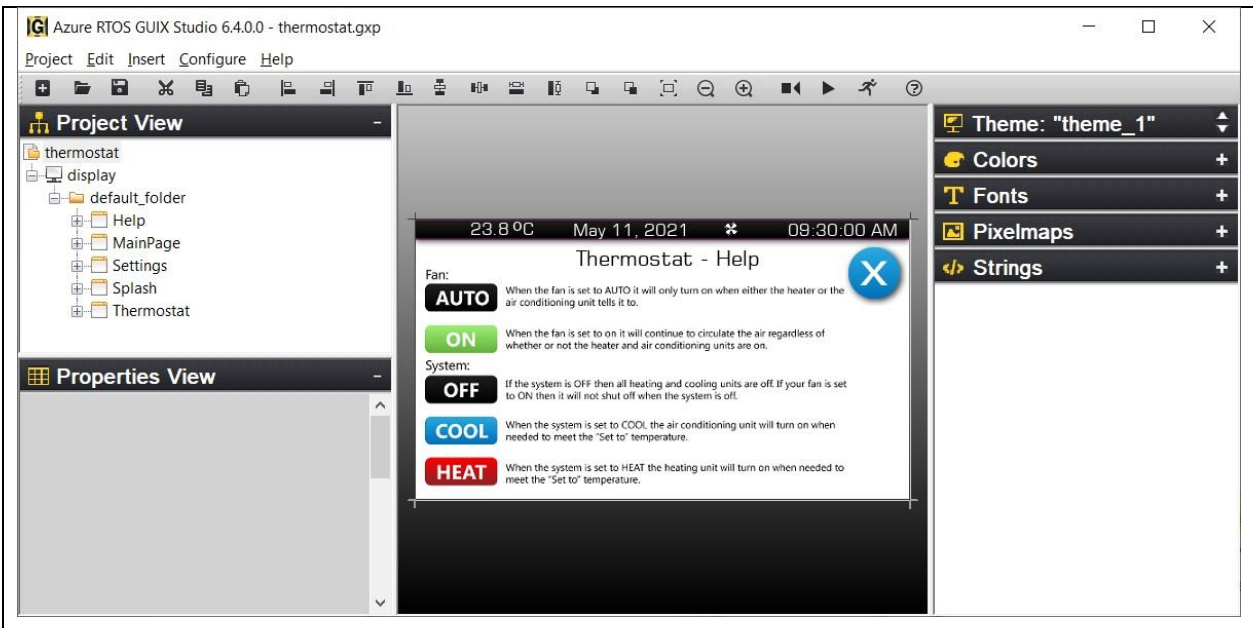 Azure RTOS GUIX Studio 6.4.0.0 - thermostat.gxp
Project Edit Insert Configure Help
Project View
thermostat
display
default_folder
Help
MainPage
Settings
Splash
Thermostat
Properties View
23.8 ºC May 11, 2021 09:30:00 AM
Thermostat - Help
X
Fan:
AUTO
When the fan is set to AUTO it will only turn on when either the heater or the
air conditioning unit tells it to.
ON
When the fan is set to on it will continue to circulate the air regardless of
whether or not the heater and air conditioning units are on.
System:
OFF
If the system is OFF then all heating and cooling units are off. If your fan is set
to ON then it will not shut off when the system is off.
COOL
When the system is set to COOL the air conditioning unit will turn on when
needed to meet the "Set to" temperature.
HEAT
When the system is set to HEAT the heating unit will turn on when needed to
meet the "Set to" temperature.
Theme: "theme_1"
Colors
Fonts
Pixelmaps
Strings